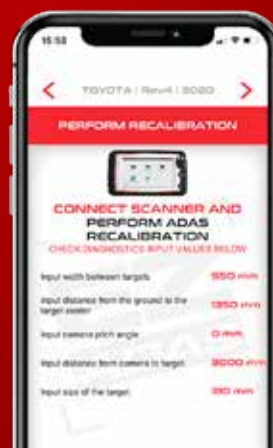 15:53
TOYOTA | Rav4 | 2020
PERFORM RECALIBRATION
CONNECT SCANNER AND
PERFORM ADAS
RECALIBRATION
CHECK DIAGNOSTICS INPUT VALUES BELOW
Input width between targets 550 mm
Input distance from the ground to the
target center 1350 mm
Input camera pitch angle 0 mm
Input distance from camera to target 3000 mm
Input size of the target